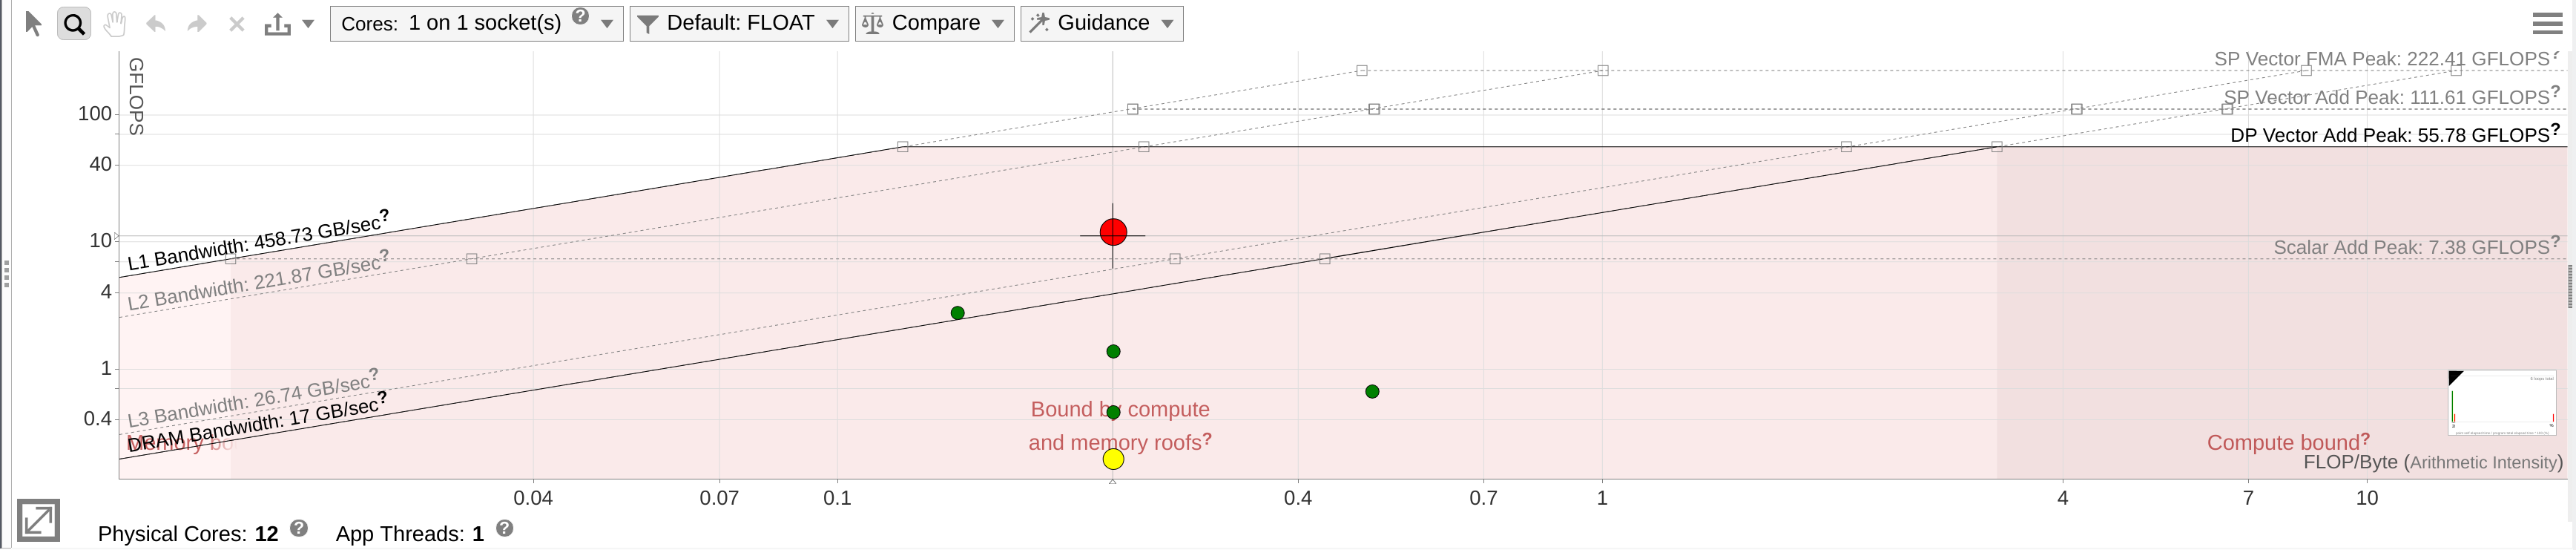 Cores: 1 on 1 socket(s) ? Default: FLOAT Compare Guidance
GFLOPS
SP Vector FMA Peak: 222.41 GFLOPS?
SP Vector Add Peak: 111.61 GFLOPS?
DP Vector Add Peak: 55.78 GFLOPS?
100
40
10
4
1
0.4
L1 Bandwidth: 458.73 GB/sec?
L2 Bandwidth: 221.87 GB/sec?
Scalar Add Peak: 7.38 GFLOPS?
L3 Bandwidth: 26.74 GB/sec?
DRAM Bandwidth: 17 GB/sec?
Memory bo
Bound by compute
and memory roofs?
Compute bound?
FLOP/Byte (Arithmetic Intensity)
0.04 0.07 0.1 0.4 0.7 1 4 7 10
Physical Cores: 12 ? App Threads: 1 ?